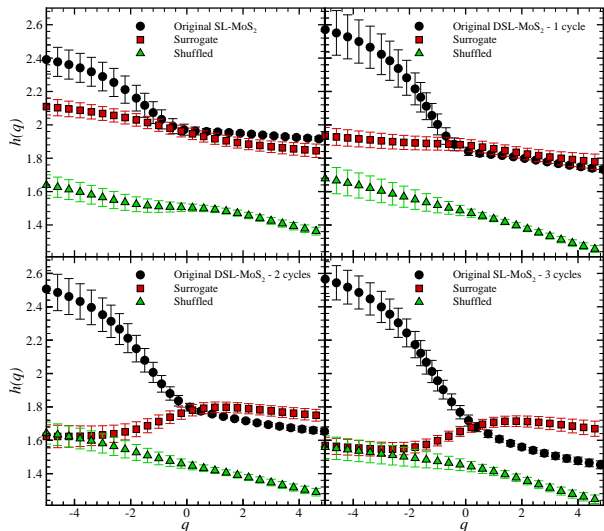 2.6
2.4
2.2
2
1.8
1.6
1.4
h(q)
Original SL-MoS₂
Surrogate
Shuffled
Original DSL-MoS₂ - 1 cycle
Surrogate
Shuffled
2.6
2.4
2.2
2
1.8
1.6
1.4
h(q)
Original DSL-MoS₂ - 2 cycles
Surrogate
Shuffled
Original SL-MoS₂ - 3 cycles
Surrogate
Shuffled
-4 -2 0 2 4 -4 -2 0 2 4
q q